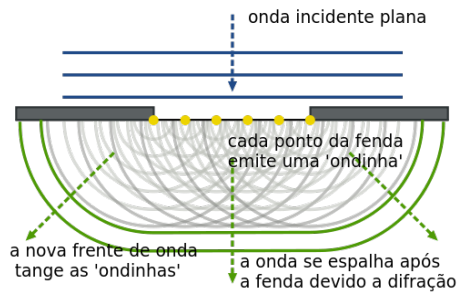 onda incidente plana
cada ponto da fenda
emite uma 'ondinha'
a nova frente de onda
tange as 'ondinhas'
a onda se espalha após
a fenda devido a difração